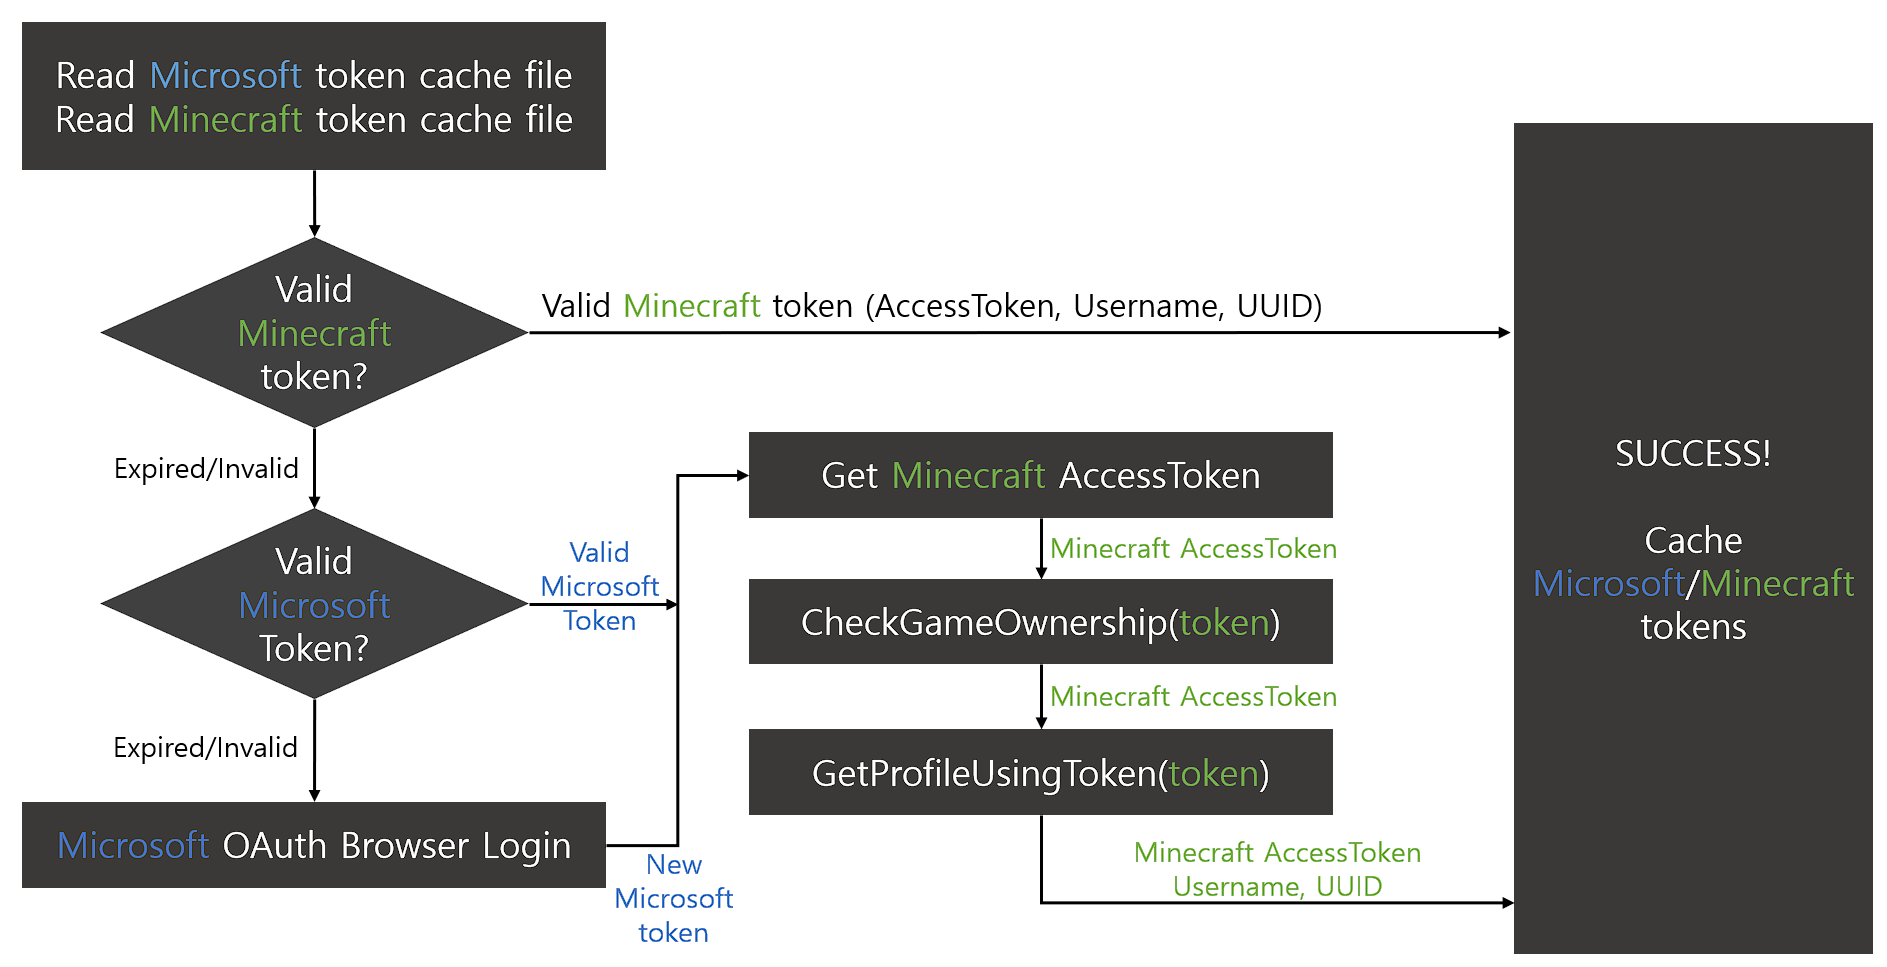 Read Microsoft token cache file
Read Minecraft token cache file
Valid
Minecraft
token?
Valid Minecraft token (AccessToken, Username, UUID)
Expired/Invalid
Valid
Microsoft
Token?
Valid
Microsoft
Token
Expired/Invalid
Microsoft OAuth Browser Login
New
Microsoft
token
Get Minecraft AccessToken
Minecraft AccessToken
CheckGameOwnership(token)
Minecraft AccessToken
GetProfileUsingToken(token)
Minecraft AccessToken
Username, UUID
SUCCESS!
Cache
Microsoft/Minecraft
tokens